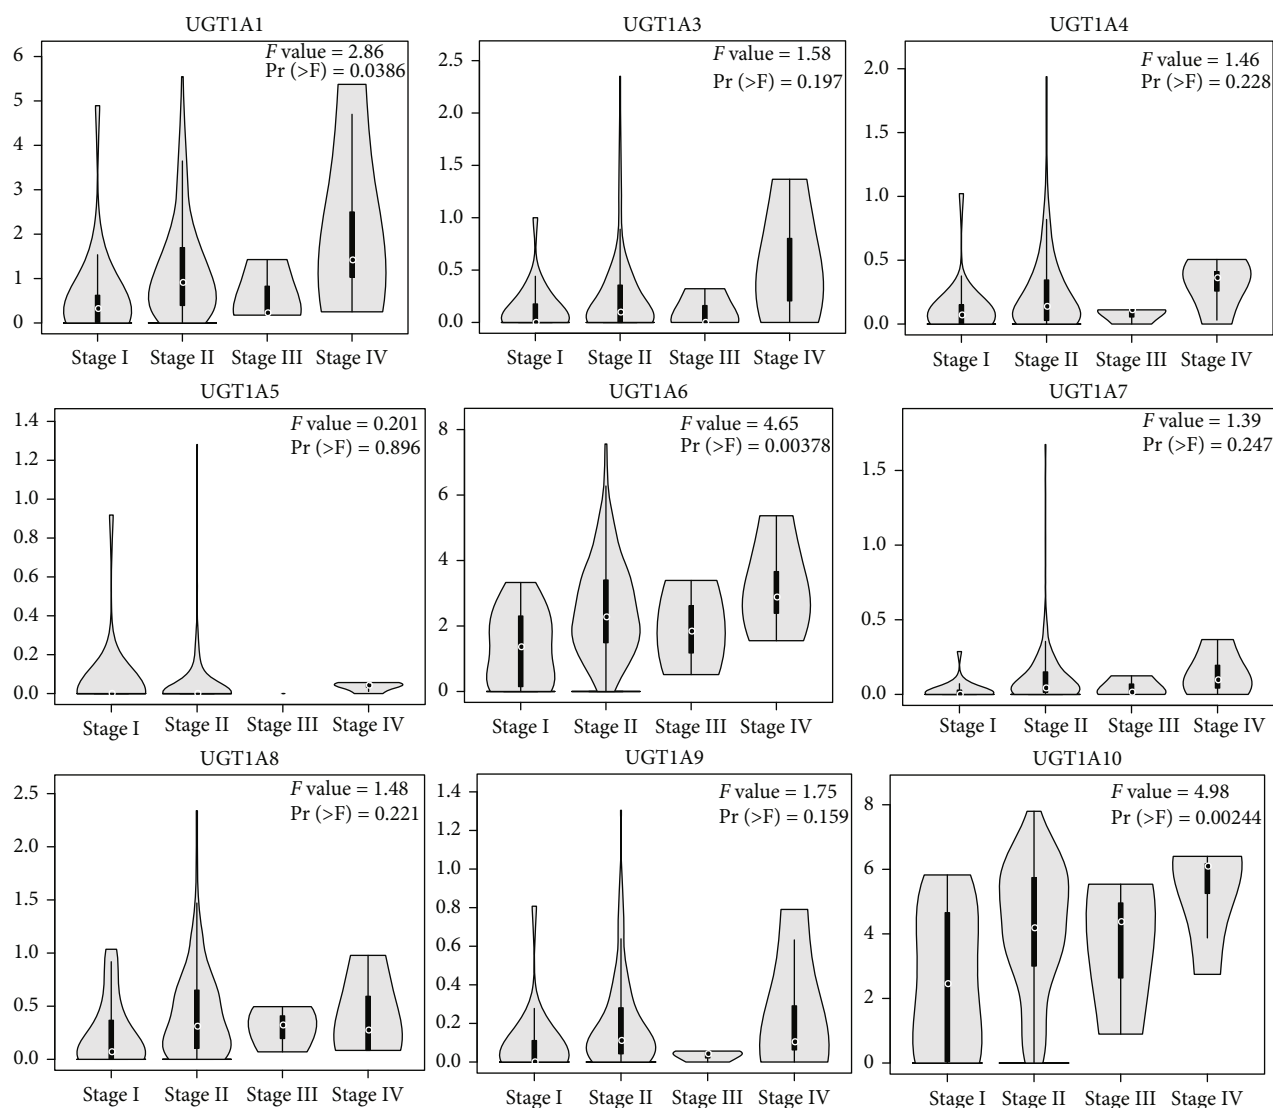 UGT1A1
F value = 2.86
Pr (>F) = 0.0386
6
5
4
3
2
1
0
Stage I Stage II Stage III Stage IV
UGT1A3
F value = 1.58
Pr (>F) = 0.197
2.5
2.0
1.5
1.0
0.5
0.0
Stage I Stage II Stage III Stage IV
UGT1A4
F value = 1.46
Pr (>F) = 0.228
2.0
1.5
1.0
0.5
0.0
Stage I Stage II Stage III Stage IV
UGT1A5
F value = 0.201
Pr (>F) = 0.896
1.4
1.2
1.0
0.8
0.6
0.4
0.2
0.0
Stage I Stage II Stage III Stage IV
UGT1A6
F value = 4.65
Pr (>F) = 0.00378
8
6
4
2
0
Stage I Stage II Stage III Stage IV
UGT1A7
F value = 1.39
Pr (>F) = 0.247
1.5
1.0
0.5
0.0
Stage I Stage II Stage III Stage IV
UGT1A8
F value = 1.48
Pr (>F) = 0.221
2.5
2.0
1.5
1.0
0.5
0.0
Stage I Stage II Stage III Stage IV
UGT1A9
F value = 1.75
Pr (>F) = 0.159
1.4
1.2
1.0
0.8
0.6
0.4
0.2
0.0
Stage I Stage II Stage III Stage IV
UGT1A10
F value = 4.98
Pr (>F) = 0.00244
8
6
4
2
0
Stage I Stage II Stage III Stage IV